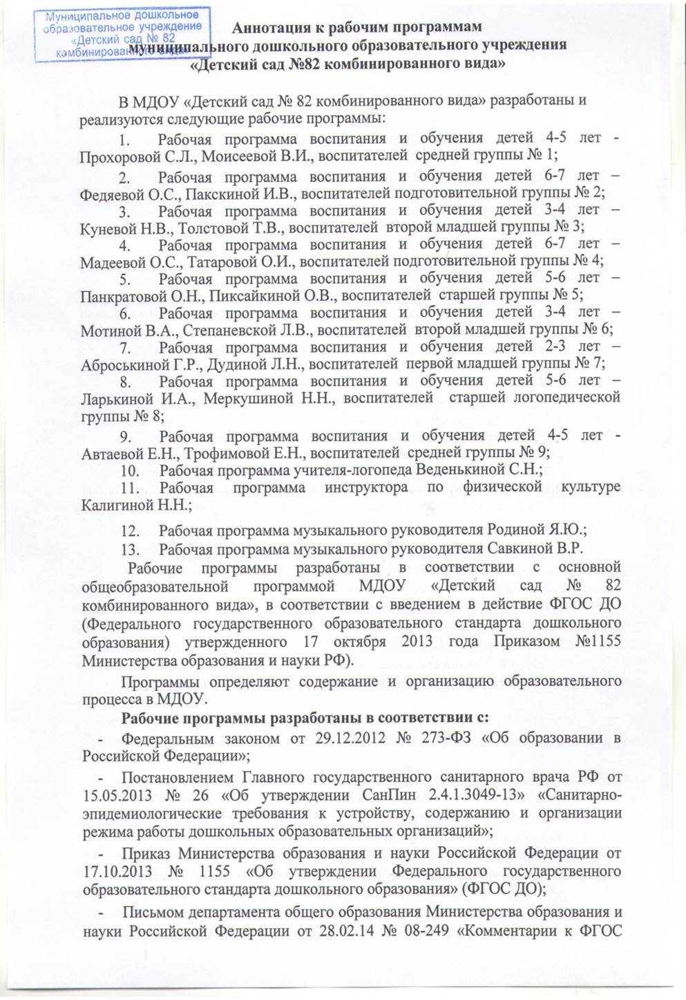 Муниципальное дошкольное
образовательное учреждение
«Детский сад № 82
комбинированного вида»
Аннотация к рабочим программам
муниципального дошкольного образовательного учреждения
«Детский сад №82 комбинированного вида»
В МДОУ «Детский сад № 82 комбинированного вида» разработаны и
реализуются следующие рабочие программы:
1. Рабочая программа воспитания и обучения детей 4-5 лет -
Прохоровой С.Л., Моисеевой В.И., воспитателей средней группы № 1;
2. Рабочая программа воспитания и обучения детей 6-7 лет –
Федяевой О.С., Пакскиной И.В., воспитателей подготовительной группы № 2;
3. Рабочая программа воспитания и обучения детей 3-4 лет –
Куневой Н.В., Толстовой Т.В., воспитателей второй младшей группы № 3;
4. Рабочая программа воспитания и обучения детей 6-7 лет –
Мадеевой О.С., Татаровой О.И., воспитателей подготовительной группы № 4;
5. Рабочая программа воспитания и обучения детей 5-6 лет –
Панкратовой О.Н., Пиксайкиной О.В., воспитателей старшей группы № 5;
6. Рабочая программа воспитания и обучения детей 3-4 лет –
Мотиной В.А., Степаневской Л.В., воспитателей второй младшей группы № 6;
7. Рабочая программа воспитания и обучения детей 2-3 лет –
Аброськиной Г.Р., Дудиной Л.Н., воспитателей первой младшей группы № 7;
8. Рабочая программа воспитания и обучения детей 5-6 лет –
Ларькиной И.А., Меркушиной Н.Н., воспитателей старшей логопедической
группы № 8;
9. Рабочая программа воспитания и обучения детей 4-5 лет -
Автаевой Е.Н., Трофимовой Е.Н., воспитателей средней группы № 9;
10. Рабочая программа учителя-логопеда Веденькиной С.Н.;
11. Рабочая программа инструктора по физической культуре
Калигиной Н.Н.;
12. Рабочая программа музыкального руководителя Родиной Я.Ю.;
13. Рабочая программа музыкального руководителя Савкиной В.Р.
Рабочие программы разработаны в соответствии с основной
общеобразовательной программой МДОУ «Детский сад № 82
комбинированного вида», в соответствии с введением в действие ФГОС ДО
(Федерального государственного образовательного стандарта дошкольного
образования) утвержденного 17 октября 2013 года Приказом №1155
Министерства образования и науки РФ).
Программы определяют содержание и организацию образовательного
процесса в МДОУ.
Рабочие программы разработаны в соответствии с:
- Федеральным законом от 29.12.2012 № 273-ФЗ «Об образовании в
Российской Федерации»;
- Постановлением Главного государственного санитарного врача РФ от
15.05.2013 № 26 «Об утверждении СанПин 2.4.1.3049-13» «Санитарно-
эпидемиологические требования к устройству, содержанию и организации
режима работы дошкольных образовательных организаций»;
- Приказ Министерства образования и науки Российской Федерации от
17.10.2013 № 1155 «Об утверждении Федерального государственного
образовательного стандарта дошкольного образования» (ФГОС ДО);
- Письмом департамента общего образования Министерства образования и
науки Российской Федерации от 28.02.14 № 08-249 «Комментарии к ФГОС